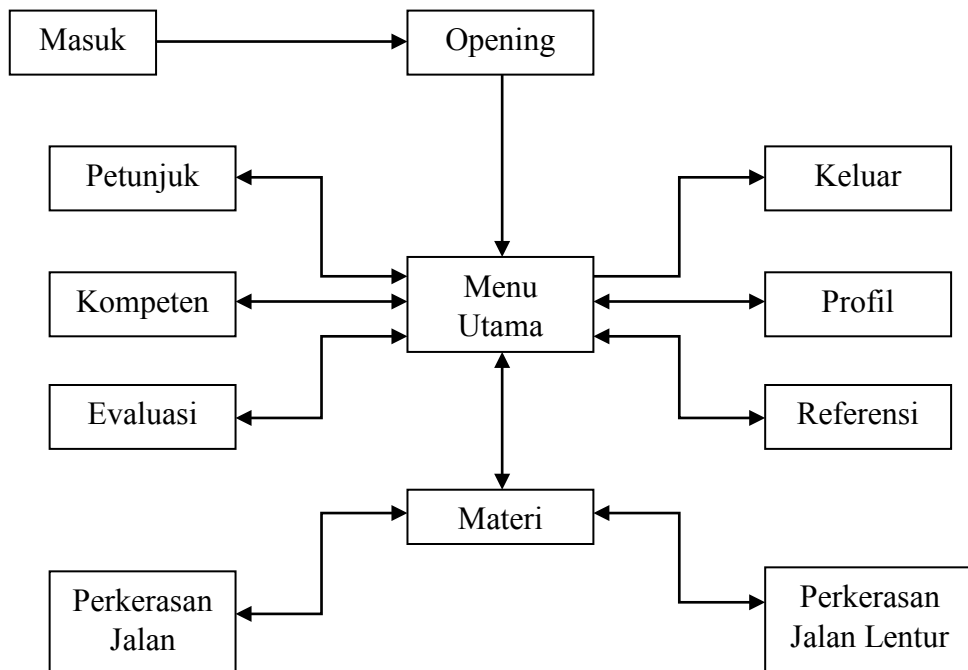 Masuk
Opening
Petunjuk
Keluar
Kompeten
Menu
Utama
Profil
Evaluasi
Referensi
Materi
Perkerasan
Jalan
Perkerasan
Jalan Lentur